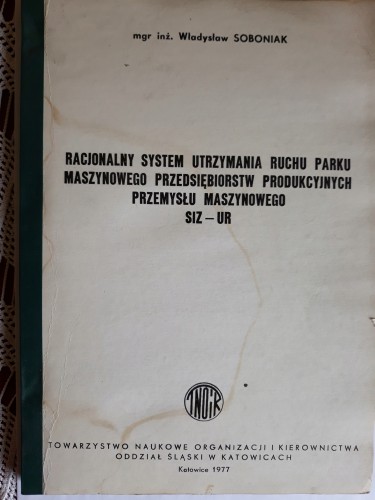 mgr inż. Władysław SOBONIAK
RACJONALNY SYSTEM UTRZYMANIA RUCHU PARKU
MASZYNOWEGO PRZEDSIĘBIORSTW PRODUKCYJNYCH
PRZEMYSŁU MASZYNOWEGO
SIZ – UR
TNOiK
TOWARZYSTWO NAUKOWE ORGANIZACJI I KIEROWNICTWA
ODDZIAŁ ŚLĄSKI W KATOWICACH
Katowice 1977